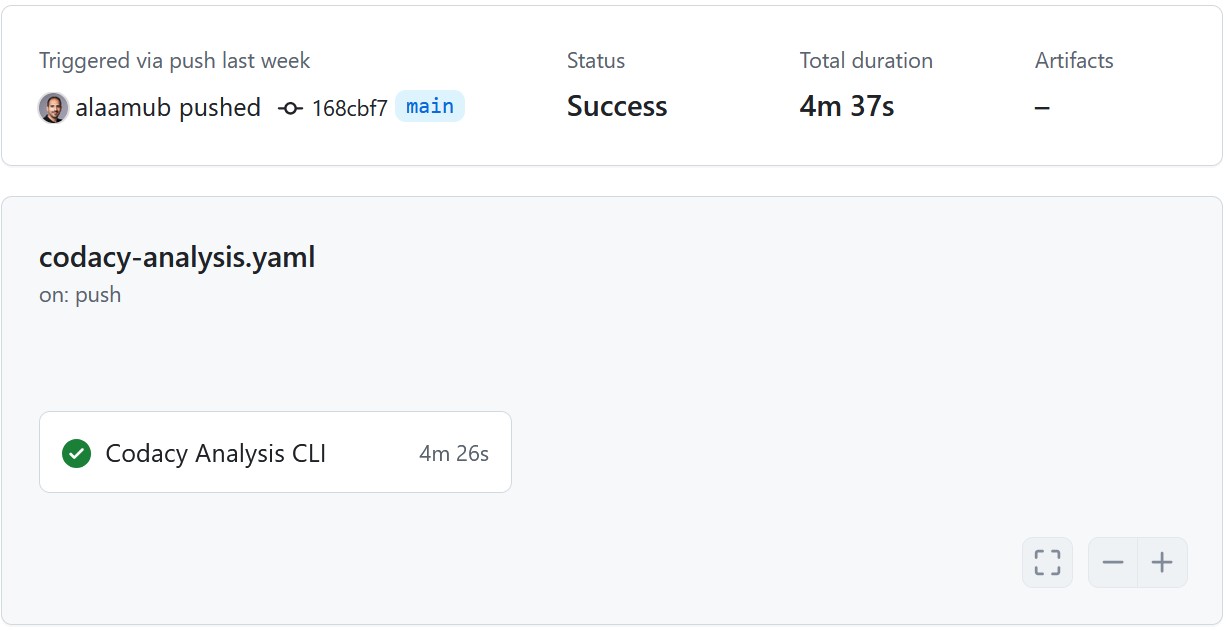 Triggered via push last week
alaamub pushed 168cbf7 main
Status
Success
Total duration
4m 37s
Artifacts
–
codacy-analysis.yaml
on: push
Codacy Analysis CLI 4m 26s